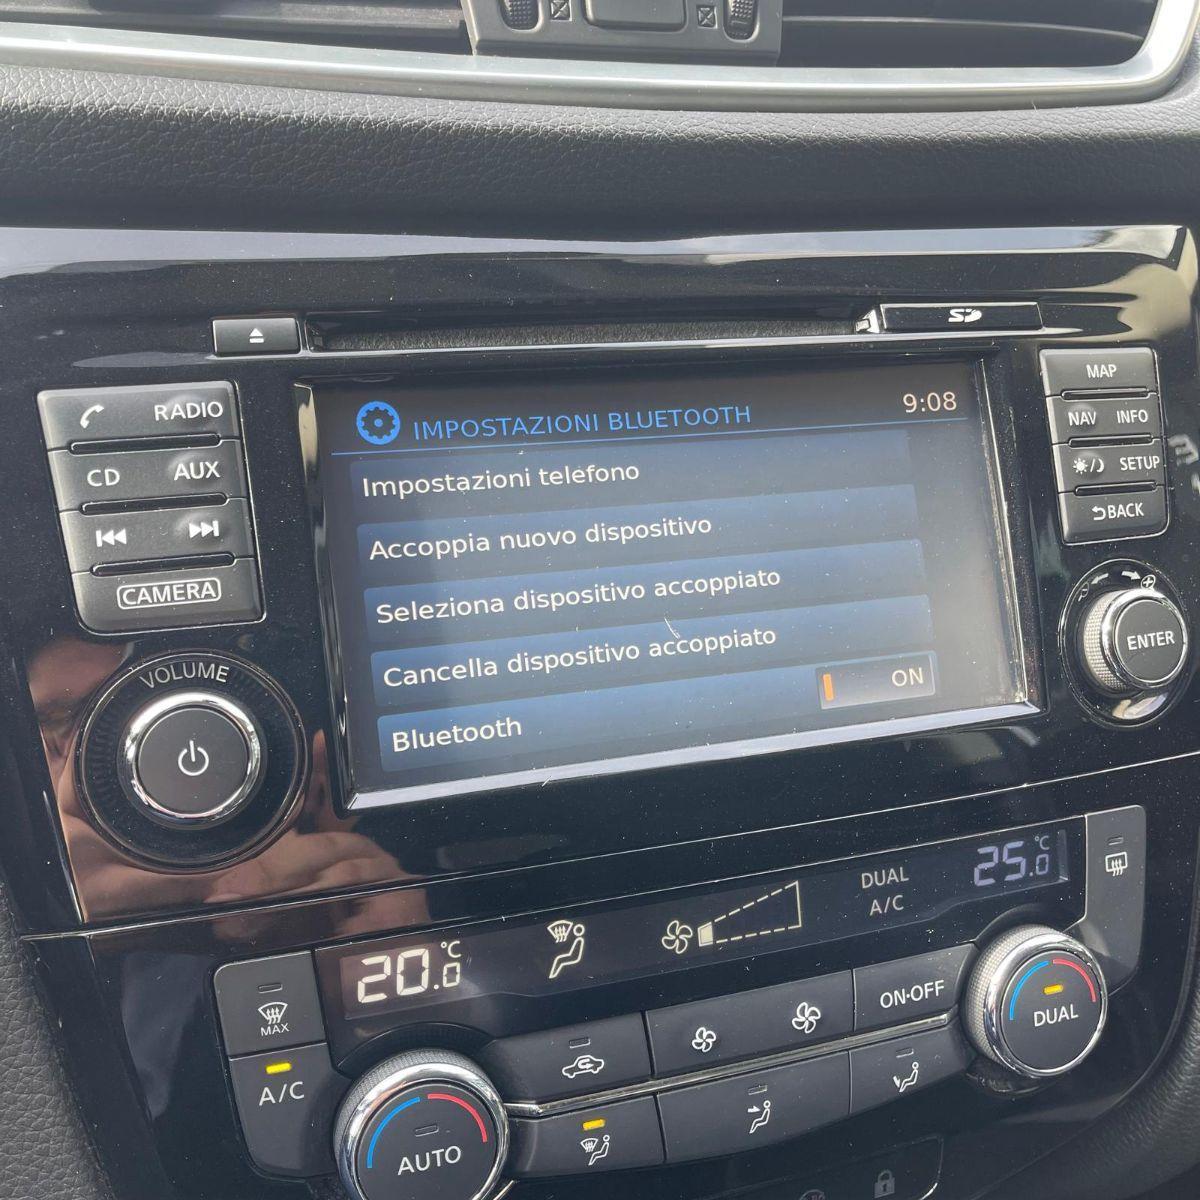 SD
RADIO
CD AUX
CAMERA
VOLUME
IMPOSTAZIONI BLUETOOTH 9:08
Impostazioni telefono
Accoppia nuovo dispositivo
Seleziona dispositivo accoppiato
Cancella dispositivo accoppiato
Bluetooth ON
MAP
NAV INFO
SETUP
BACK
ENTER
20.0 °C
DUAL
A/C
25.0 °C
MAX
A/C
AUTO
ON·OFF
DUAL